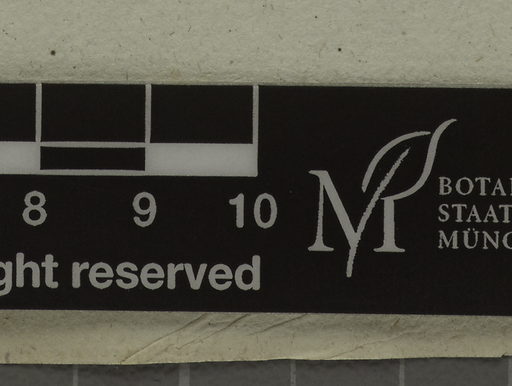 8 9 10
ght reserved
M
BOTA
STAAT
MÜNC